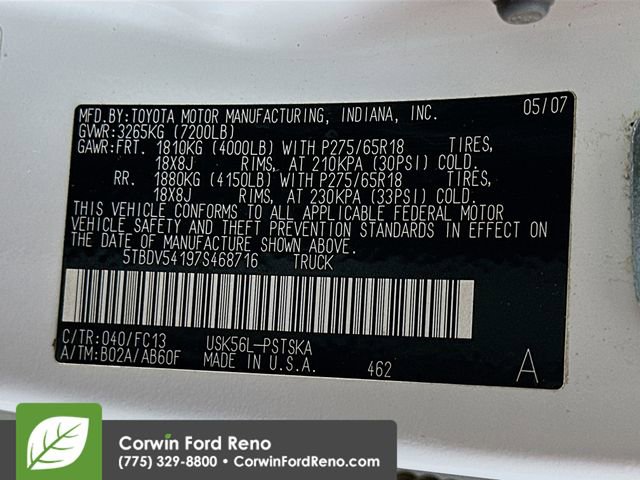 MFD.BY:TOYOTA MOTOR MANUFACTURING, INDIANA, INC. 05/07
GVWR:3265KG (7200LB)
GAWR:FRT. 1810KG (4000LB) WITH P275/65R18 TIRES,
18X8J RIMS, AT 210KPA (30PSI) COLD.
RR. 1880KG (4150LB) WITH P275/65R18 TIRES,
18X8J RIMS, AT 230KPA (33PSI) COLD.
THIS VEHICLE CONFORMS TO ALL APPLICABLE FEDERAL MOTOR
VEHICLE SAFETY AND THEFT PREVENTION STANDARDS IN EFFECT
ON THE DATE OF MANUFACTURE SHOWN ABOVE.
5TBDV54197S468716 TRUCK
C/TR:040/FC13 USK56L-PSTSKA
A/TM:B02A/AB60F MADE IN U.S.A. 462 A
Corwin Ford Reno
(775) 329-8800 • CorwinFordReno.com